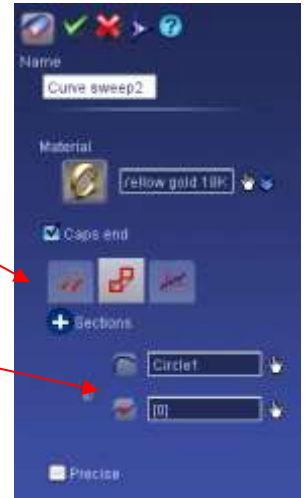 Name
Curve sweep2
Material
Yellow gold 18K
Caps end
Sections
Circle1
[0]
Precise